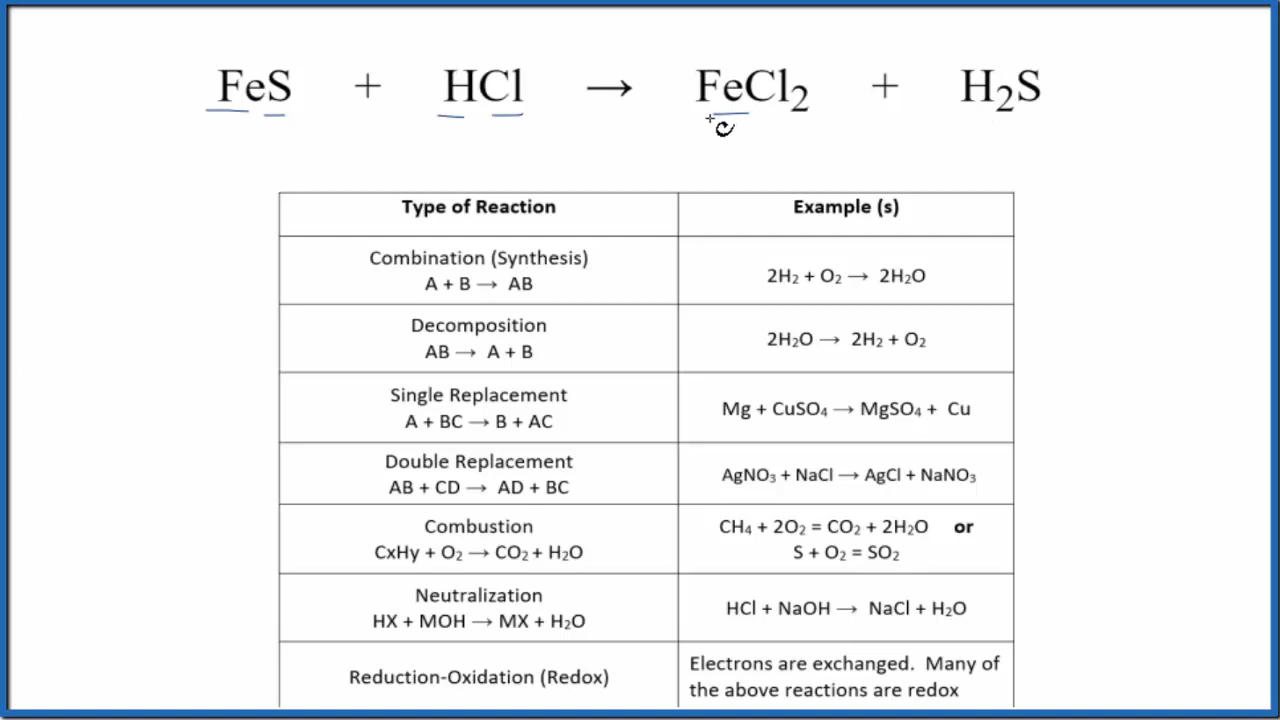 FeS + HCl → FeCl₂ + H₂S
Type of Reaction
Example (s)
Combination (Synthesis)
A + B → AB
2H₂ + O₂ → 2H₂O
Decomposition
AB → A + B
2H₂O → 2H₂ + O₂
Single Replacement
A + BC → B + AC
Mg + CuSO₄ → MgSO₄ + Cu
Double Replacement
AB + CD → AD + BC
AgNO₃ + NaCl → AgCl + NaNO₃
Combustion
CxHy + O₂ → CO₂ + H₂O
CH₄ + 2O₂ = CO₂ + 2H₂O or
S + O₂ = SO₂
Neutralization
HX + MOH → MX + H₂O
HCl + NaOH → NaCl + H₂O
Reduction-Oxidation (Redox)
Electrons are exchanged. Many of
the above reactions are redox